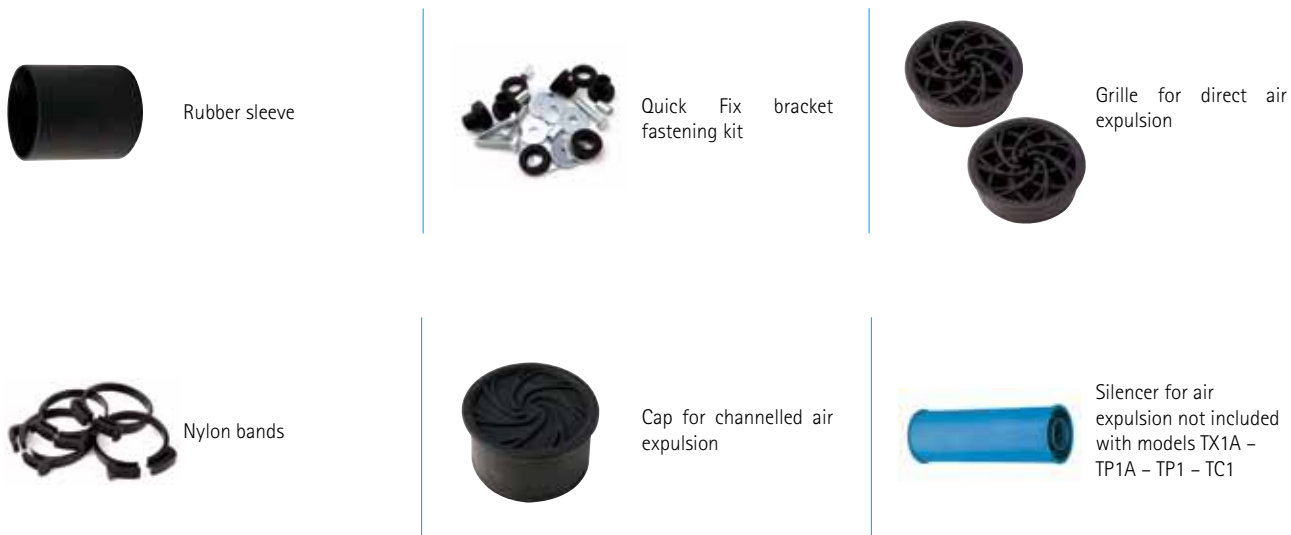 Rubber sleeve
Quick Fix bracket
fastening kit
Grille for direct air
expulsion
Nylon bands
Cap for channelled air
expulsion
Silencer for air
expulsion not included
with models TX1A –
TP1A – TP1 – TC1